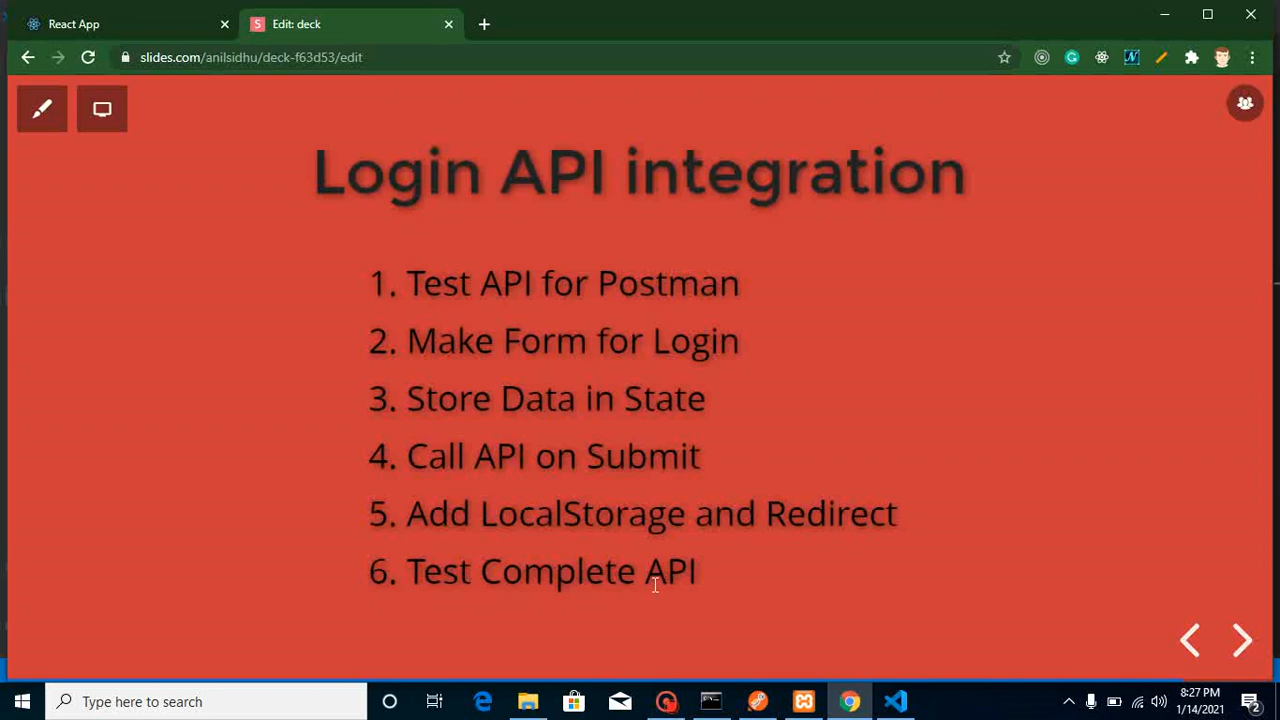 React App
Edit: deck
slides.com/anilsidhu/deck-f63d53/edit
Login API integration
1. Test API for Postman
2. Make Form for Login
3. Store Data in State
4. Call API on Submit
5. Add LocalStorage and Redirect
6. Test Complete API
Type here to search
8:27 PM
1/14/2021
2